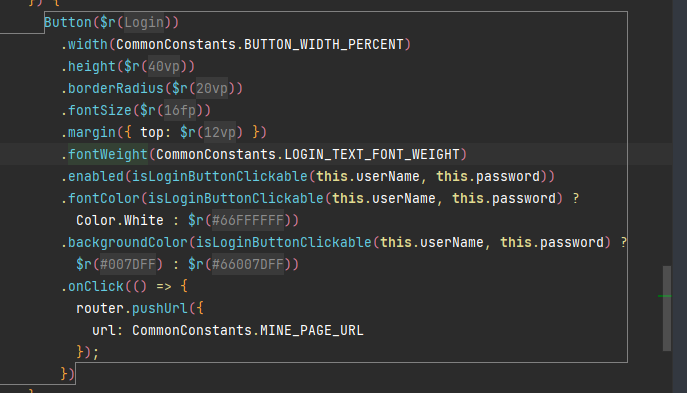 }) {
Button($r(Login))
.width(CommonConstants.BUTTON_WIDTH_PERCENT)
.height($r(40vp))
.borderRadius($r(20vp))
.fontSize($r(16fp))
.margin({ top: $r(12vp) })
.fontWeight(CommonConstants.LOGIN_TEXT_FONT_WEIGHT)
.enabled(isLoginButtonClickable(this.userName, this.password))
.fontColor(isLoginButtonClickable(this.userName, this.password) ?
Color.White : $r(#66FFFFFF))
.backgroundColor(isLoginButtonClickable(this.userName, this.password) ?
$r(#007DFF) : $r(#66007DFF))
.onClick(() => {
router.pushUrl({
url: CommonConstants.MINE_PAGE_URL
});
})